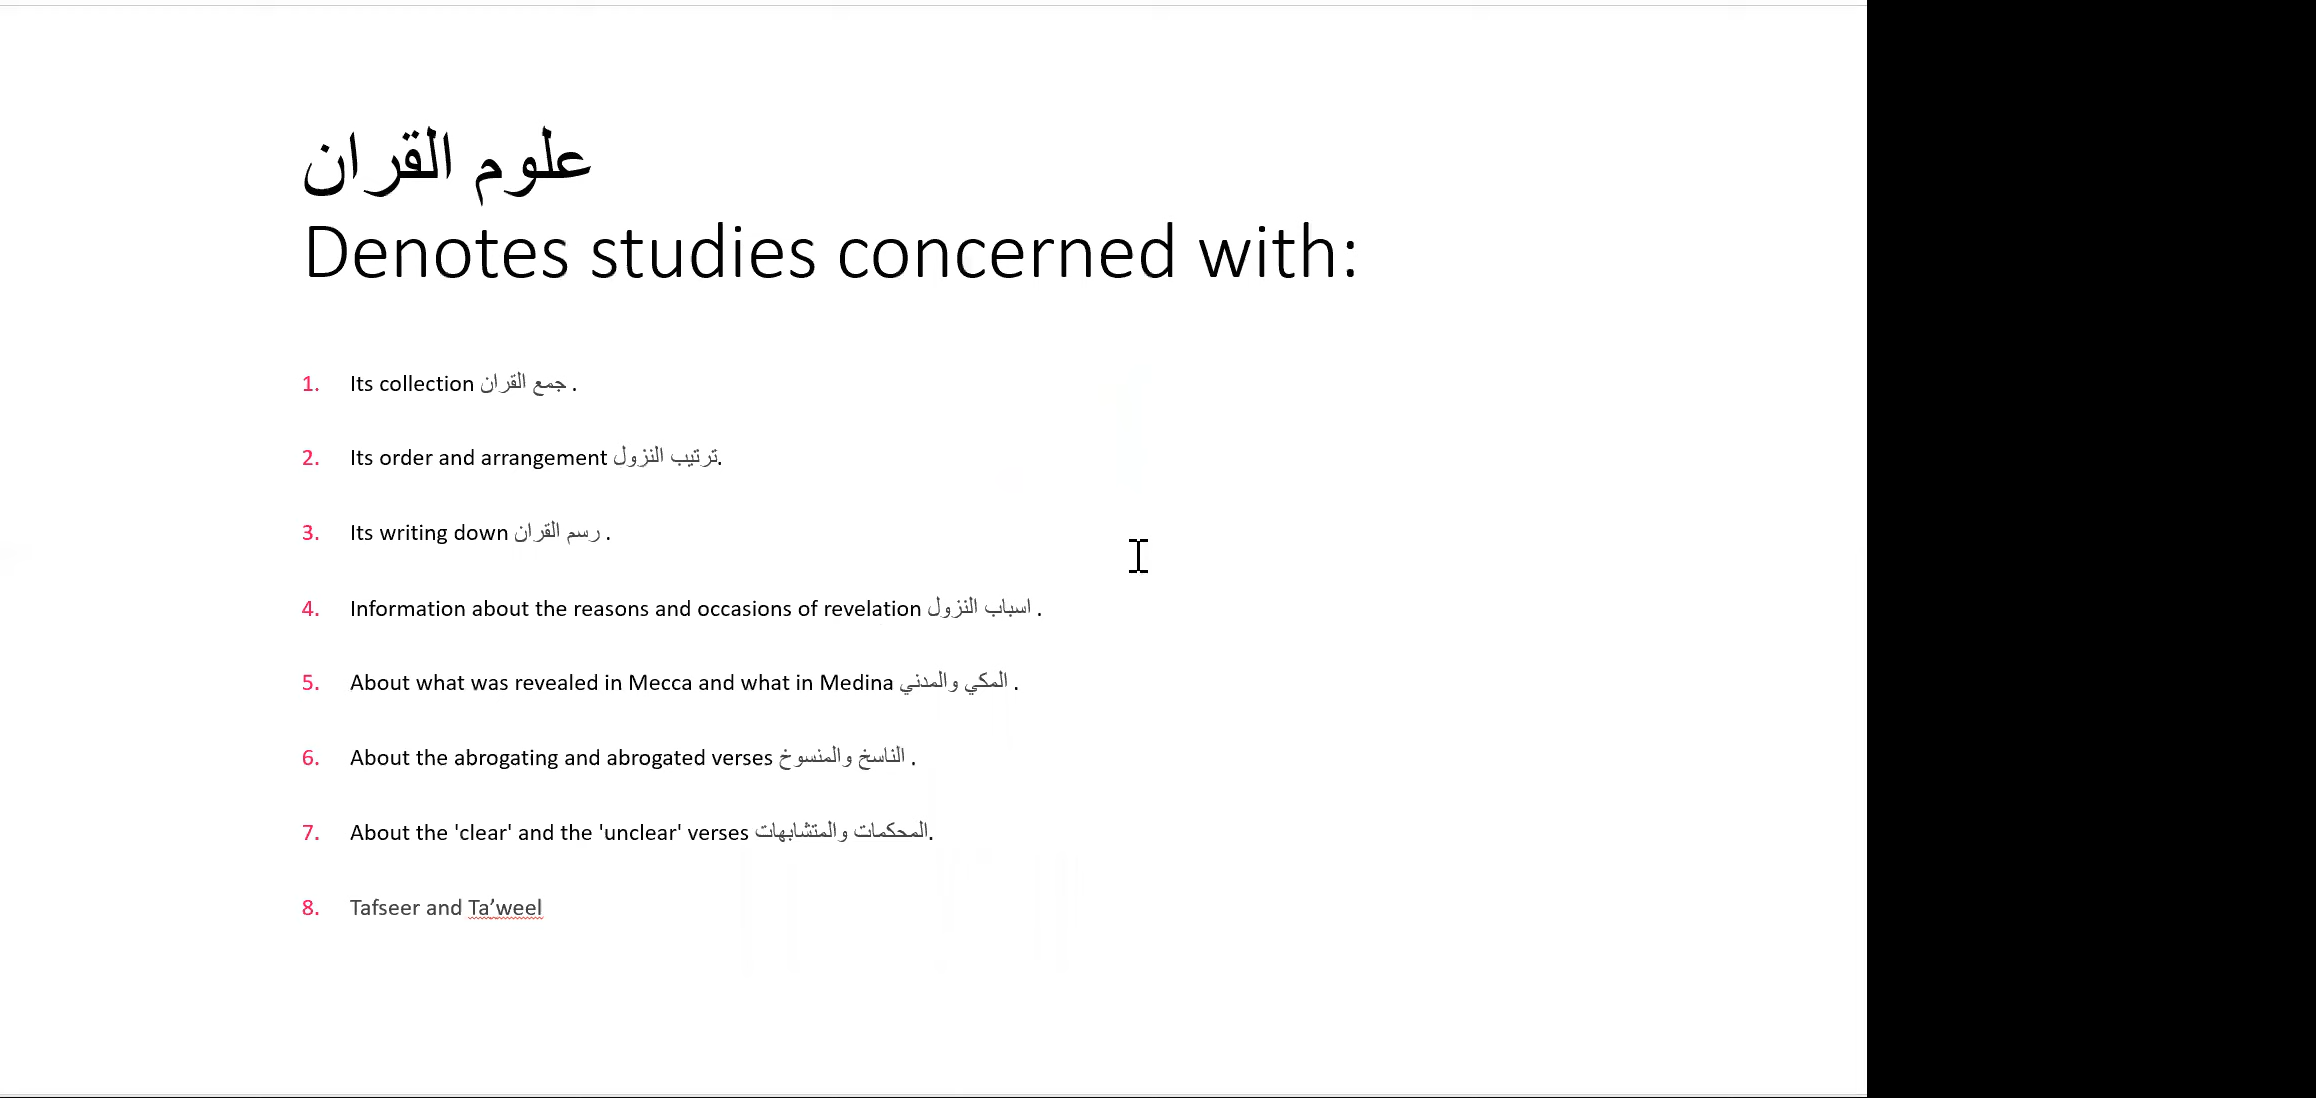 علوم القران
Denotes studies concerned with:
1. Its collection جمع القران .
2. Its order and arrangement ترتيب النزول.
3. Its writing down رسم القران .
4. Information about the reasons and occasions of revelation اسباب النزول .
5. About what was revealed in Mecca and what in Medina المكي والمدني .
6. About the abrogating and abrogated verses الناسخ والمنسوخ .
7. About the 'clear' and the 'unclear' verses المحكمات والمتشابهات.
8. Tafseer and Ta’weel